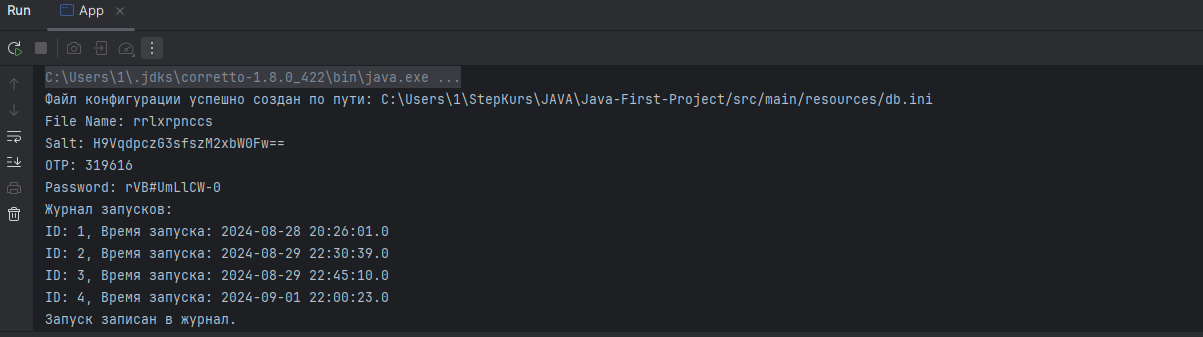 Run
App
C:\Users\1\.jdks\corretto-1.8.0_422\bin\java.exe ...
Файл конфигурации успешно создан по пути: C:\Users\1\StepKurs\JAVA\Java-First-Project/src/main/resources/db.ini
File Name: rrlxrpnccs
Salt: H9VqdpczG3sfszM2xbW0Fw==
OTP: 319616
Password: rVB#UmLlCW-0
Журнал запусков:
ID: 1, Время запуска: 2024-08-28 20:26:01.0
ID: 2, Время запуска: 2024-08-29 22:30:39.0
ID: 3, Время запуска: 2024-08-29 22:45:10.0
ID: 4, Время запуска: 2024-09-01 22:00:23.0
Запуск записан в журнал.